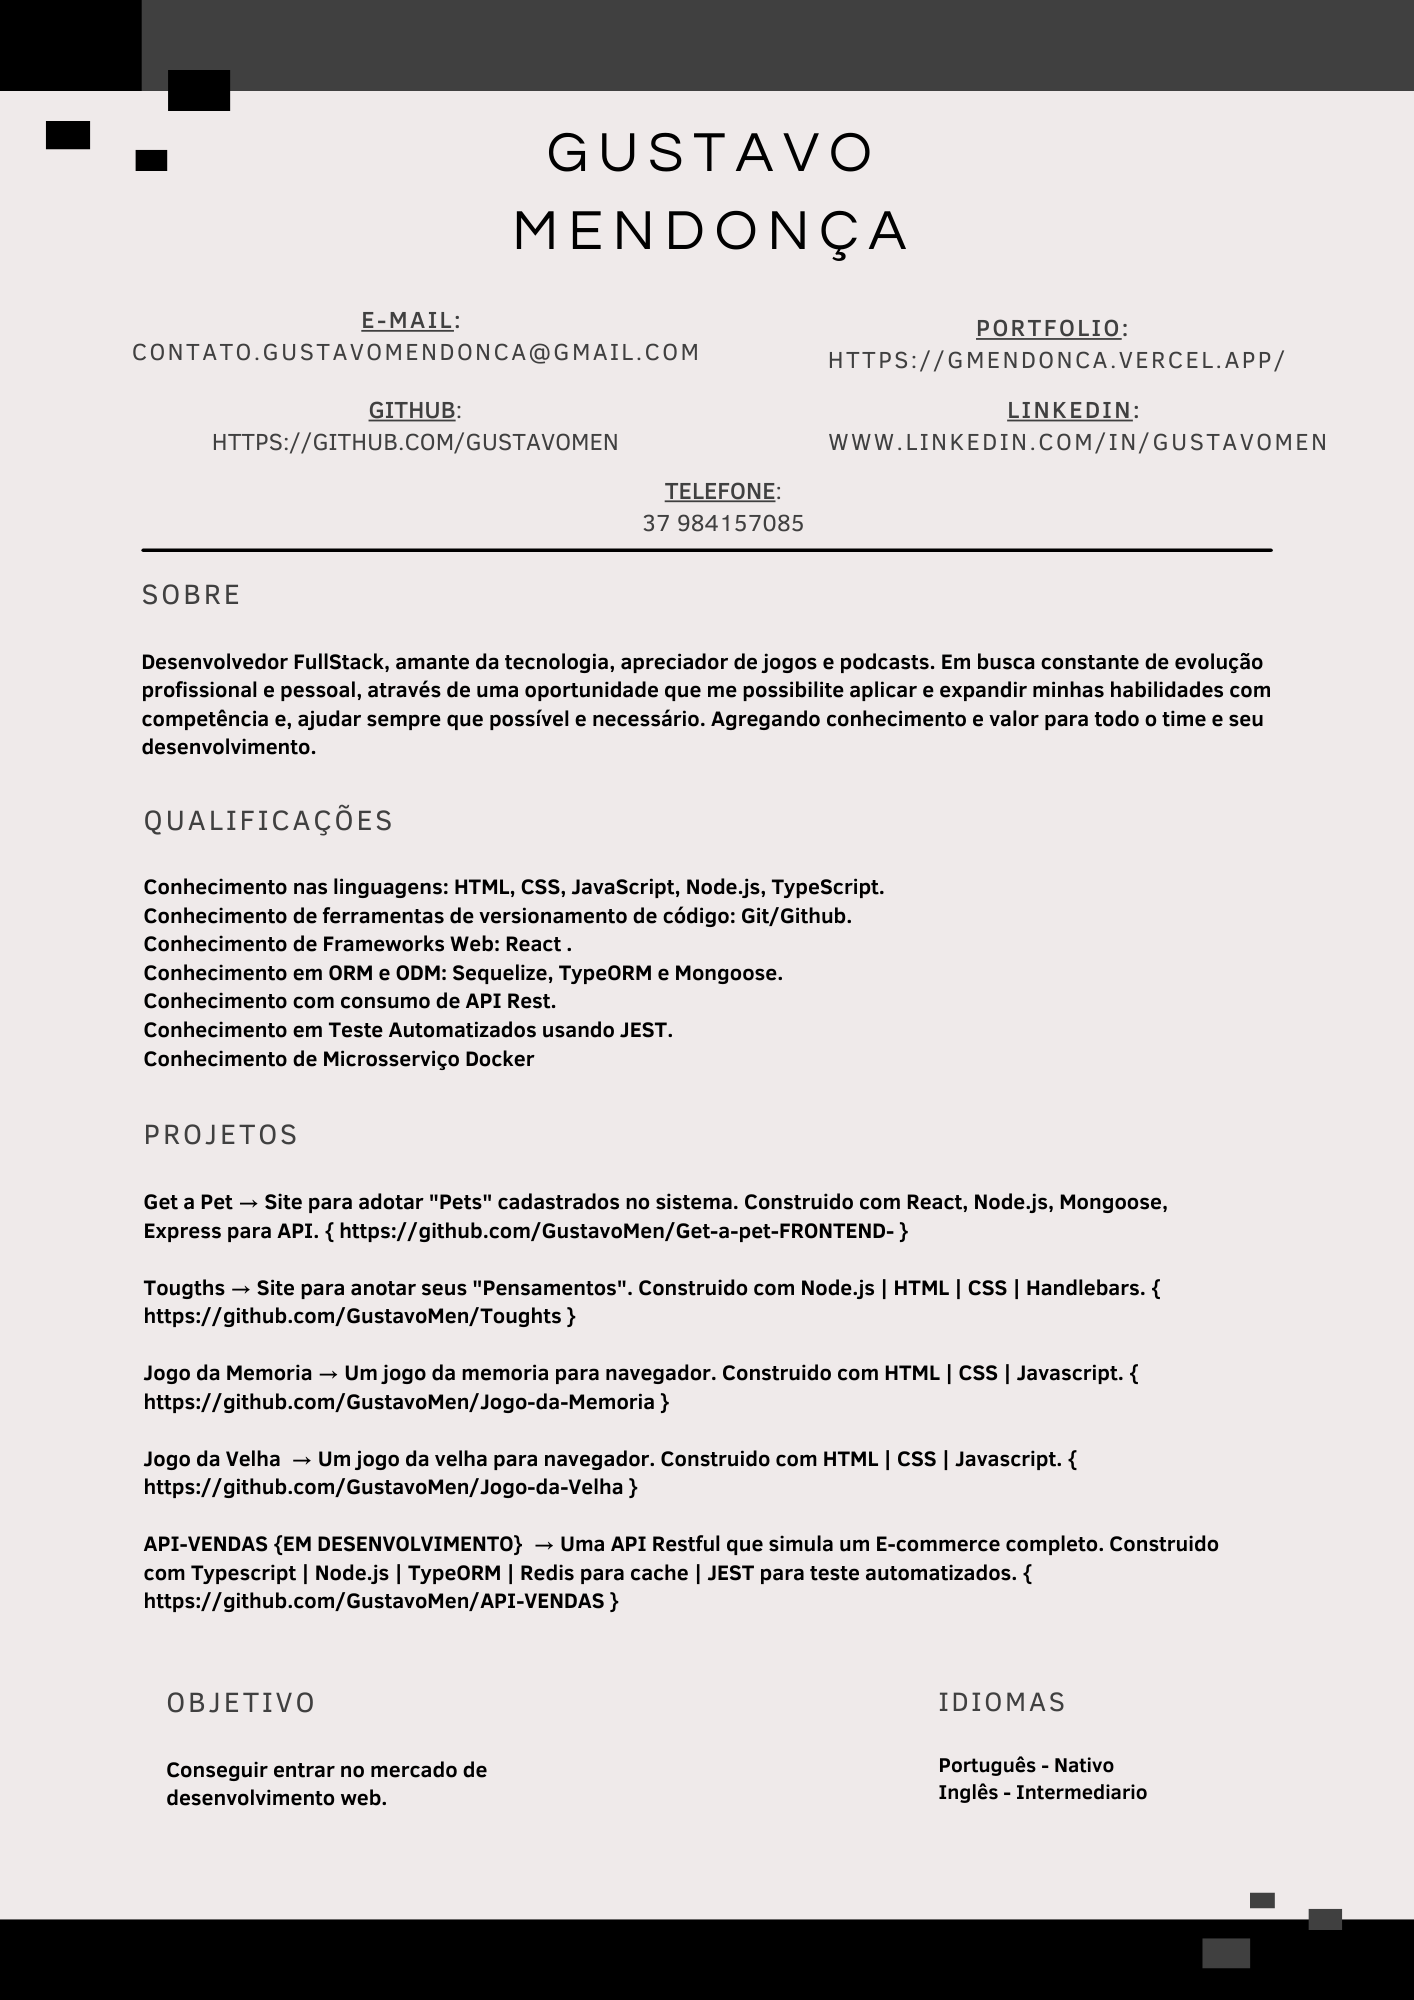 GUSTAVO
MENDONÇA
E-MAIL:
CONTATO.GUSTAVOMENDONCA@GMAIL.COM
PORTFOLIO:
HTTPS://GMENDONCA.VERCEL.APP/
GITHUB:
HTTPS://GITHUB.COM/GUSTAVOMEN
LINKEDIN:
WWW.LINKEDIN.COM/IN/GUSTAVOMEN
TELEFONE:
37 984157085
SOBRE
Desenvolvedor FullStack, amante da tecnologia, apreciador de jogos e podcasts. Em busca constante de evolução
profissional e pessoal, através de uma oportunidade que me possibilite aplicar e expandir minhas habilidades com
competência e, ajudar sempre que possível e necessário. Agregando conhecimento e valor para todo o time e seu
desenvolvimento.
QUALIFICAÇÕES
Conhecimento nas linguagens: HTML, CSS, JavaScript, Node.js, TypeScript.
Conhecimento de ferramentas de versionamento de código: Git/Github.
Conhecimento de Frameworks Web: React .
Conhecimento em ORM e ODM: Sequelize, TypeORM e Mongoose.
Conhecimento com consumo de API Rest.
Conhecimento em Teste Automatizados usando JEST.
Conhecimento de Microsserviço Docker
PROJETOS
Get a Pet → Site para adotar "Pets" cadastrados no sistema. Construido com React, Node.js, Mongoose,
Express para API. { https://github.com/GustavoMen/Get-a-pet-FRONTEND- }
Tougths → Site para anotar seus "Pensamentos". Construido com Node.js | HTML | CSS | Handlebars. {
https://github.com/GustavoMen/Toughts }
Jogo da Memoria → Um jogo da memoria para navegador. Construido com HTML | CSS | Javascript. {
https://github.com/GustavoMen/Jogo-da-Memoria }
Jogo da Velha → Um jogo da velha para navegador. Construido com HTML | CSS | Javascript. {
https://github.com/GustavoMen/Jogo-da-Velha }
API-VENDAS {EM DESENVOLVIMENTO} → Uma API Restful que simula um E-commerce completo. Construido
com Typescript | Node.js | TypeORM | Redis para cache | JEST para teste automatizados. {
https://github.com/GustavoMen/API-VENDAS }
OBJETIVO
Conseguir entrar no mercado de
desenvolvimento web.
IDIOMAS
Português - Nativo
Inglês - Intermediario